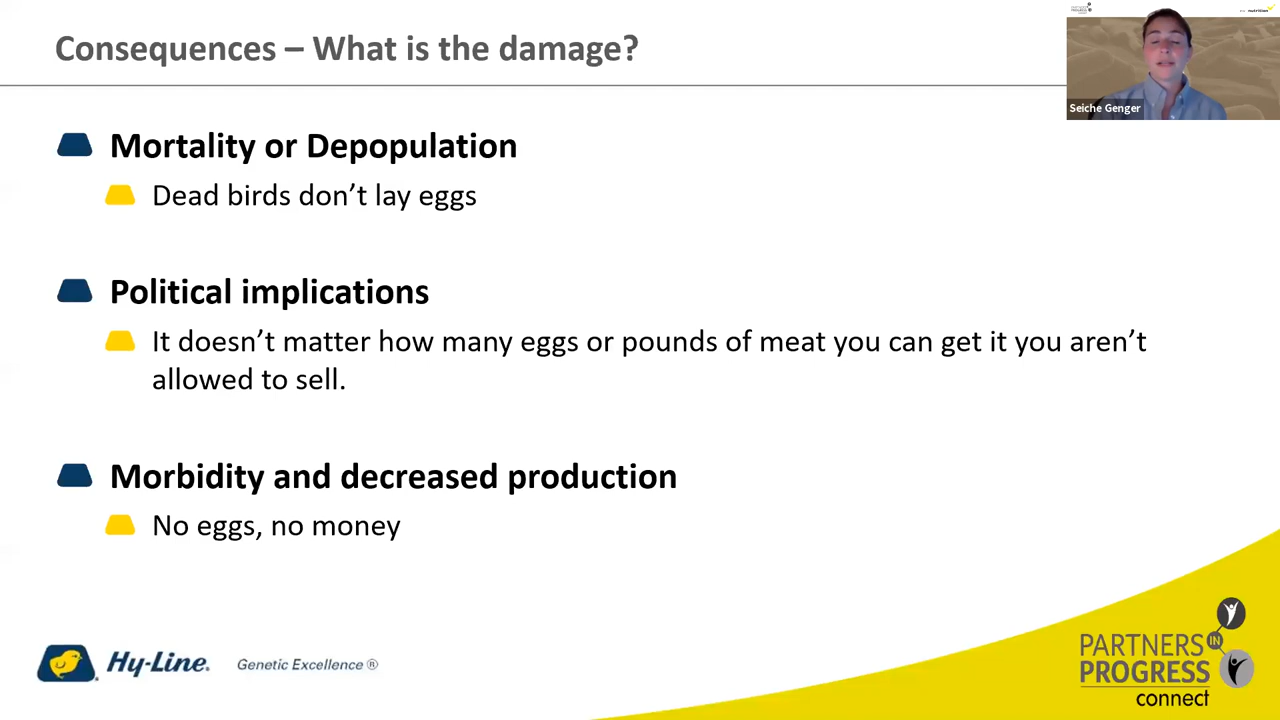 Consequences – What is the damage?
Seiche Genger
Mortality or Depopulation
Dead birds don’t lay eggs
Political implications
It doesn’t matter how many eggs or pounds of meat you can get it you aren’t
allowed to sell.
Morbidity and decreased production
No eggs, no money
Hy-Line®
Genetic Excellence ®
PARTNERS IN
PROGRESS
connect